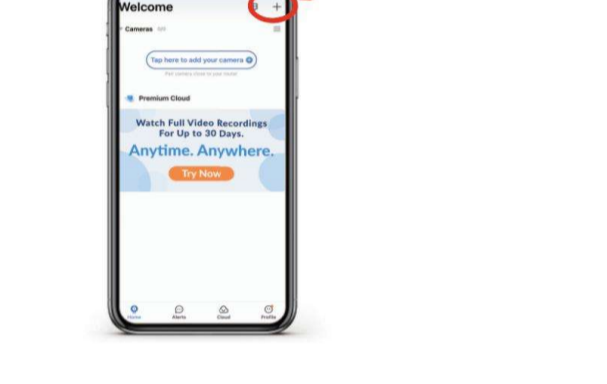 Welcome
Cameras
Tap here to add your camera
Premium Cloud
Watch Full Video Recordings
For Up to 30 Days.
Anytime. Anywhere.
Try Now
Home
Alerts
Cloud
Profile